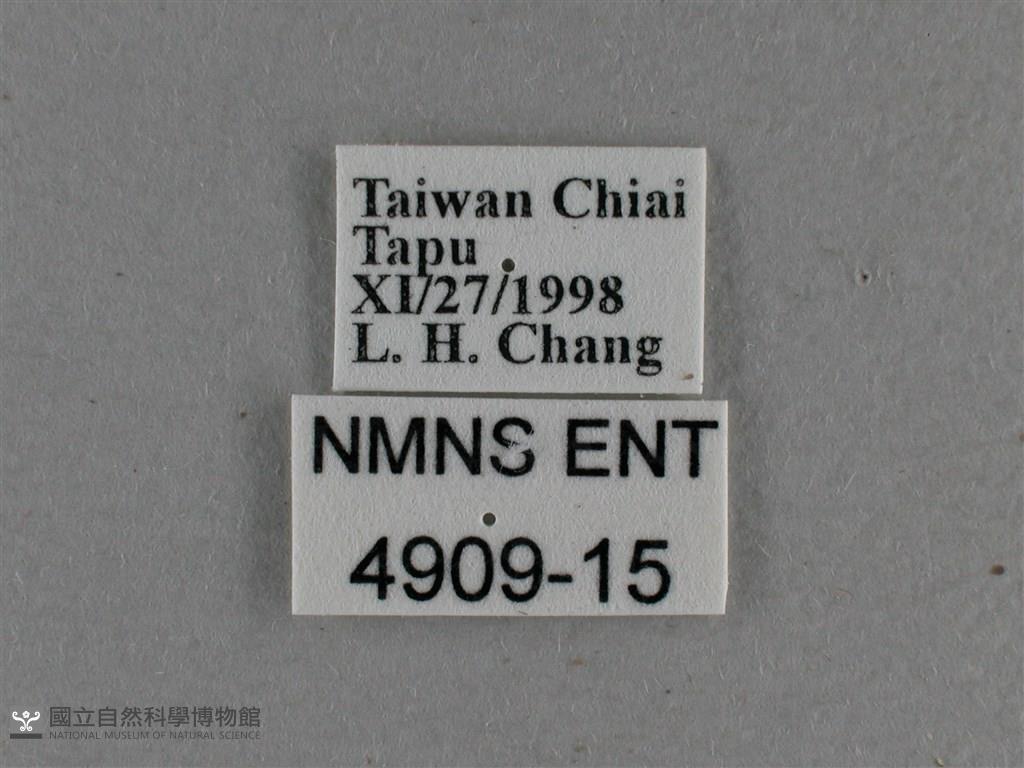 Taiwan Chiai
Tapu
XI/27/1998
L. H. Chang
NMNS ENT
4909-15
國立自然科學博物館
NATIONAL MUSEUM OF NATURAL SCIENCE